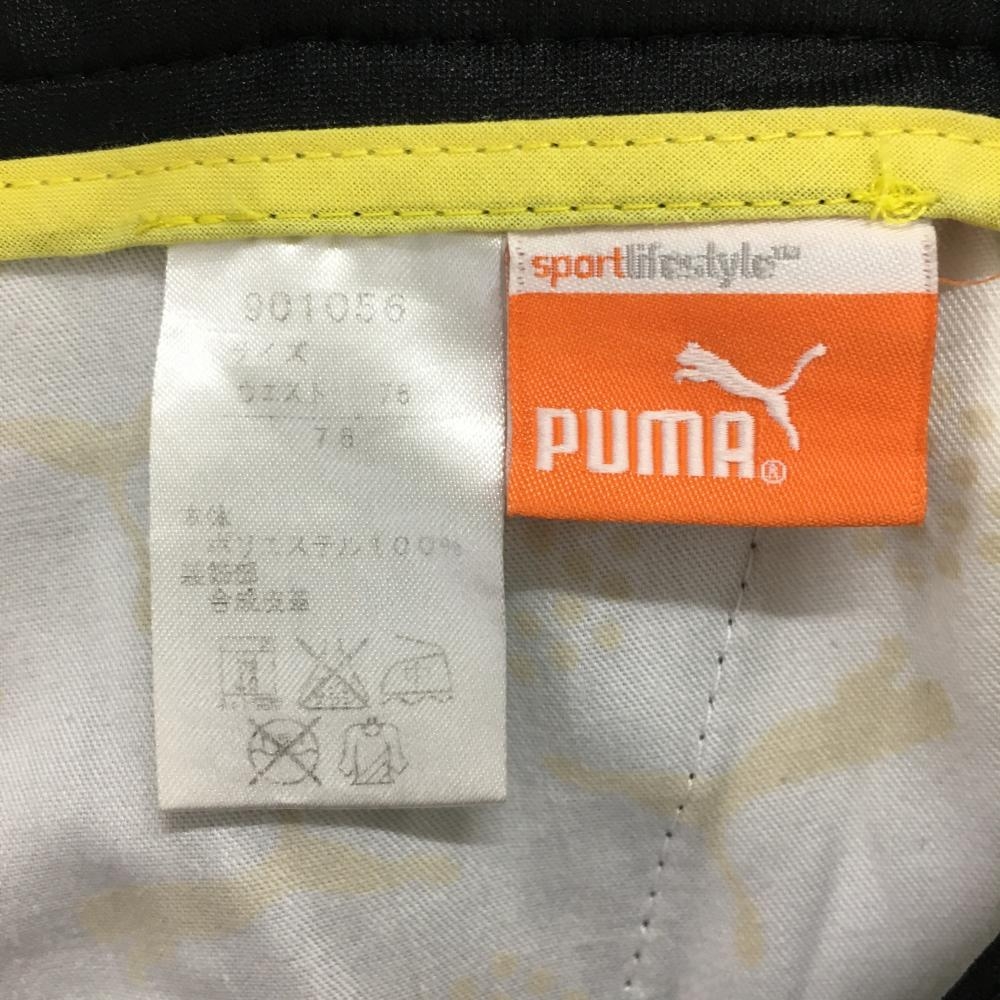 901056
サイズ
ウエスト 76
76
本体
ポリエステル100%
装飾部
合成皮革
sportlifestyle™
PUMA®